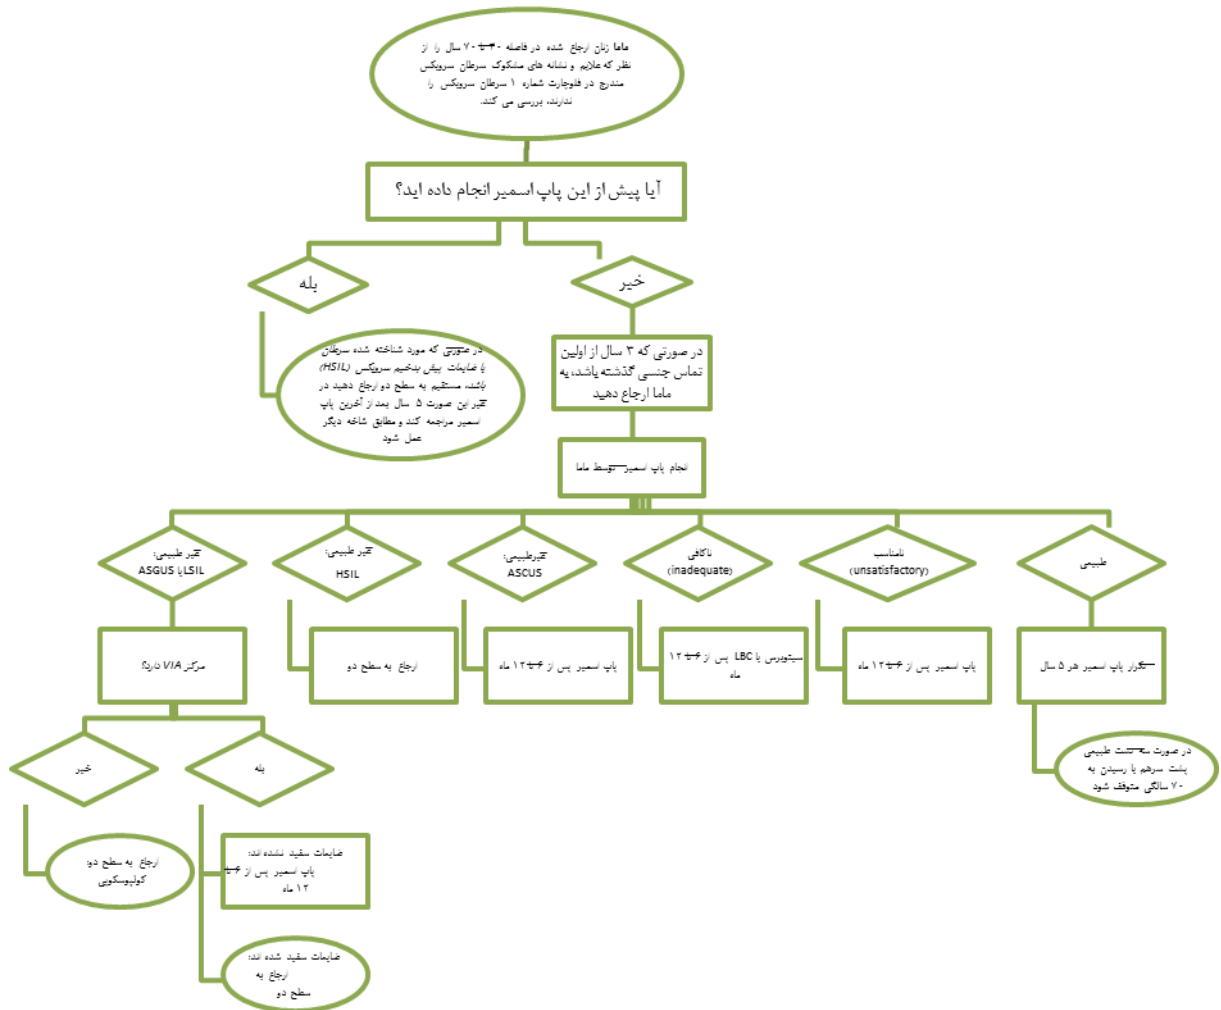 ماما زنان ارجاع شده در فاصله ۳۰ تا ۷۰ سال را از
نظر که علایم و نشانه های مشکوک سرطان سرویکس
مندرج در فلوچارت شماره ۱ سرطان سرویکس را
ندارند، بررسی می کند.
آیا پیش از این پاپ اسمیر انجام داده اید؟
خیر
بله
در صورتی که ۳ سال از اولین
تماس جنسی گذشته باشد، به
ماما ارجاع دهید
در صورتی که مورد شناخته شده سرطان
یا ضایعات پیش بدخیم سرویکس (HSIL)
باشد، مستقیم به سطح دو ارجاع دهید در
غیر این صورت ۵ سال بعد از آخرین پاپ
اسمیر مراجعه کند و مطابق شاخه دیگر
عمل شود
انجام پاپ اسمیر توسط ماما
طبیعی
نامناسب
(unsatisfactory)
ناکافی
(inadequate)
غیرطبیعی:
ASCUS
غیر طبیعی:
HSIL
غیر طبیعی:
LSIL یا ASGUS
تکرار پاپ اسمیر هر ۵ سال
پاپ اسمیر پس از ۶ تا ۱۲ ماه
سیتوبرس یا LBC پس از ۶ تا ۱۲
ماه
پاپ اسمیر پس از ۶ تا ۱۲ ماه
ارجاع به سطح دو
مرکز VIA دارد؟
در صورت سه تست طبیعی
پشت سرهم یا رسیدن به
۷۰ سالگی متوقف شود
بله
خیر
ضایعات سفید نشده اند:
پاپ اسمیر پس از ۶ تا
۱۲ ماه
ارجاع به سطح دو:
کولپوسکوپی
ضایعات سفید شده اند:
ارجاع به
سطح دو